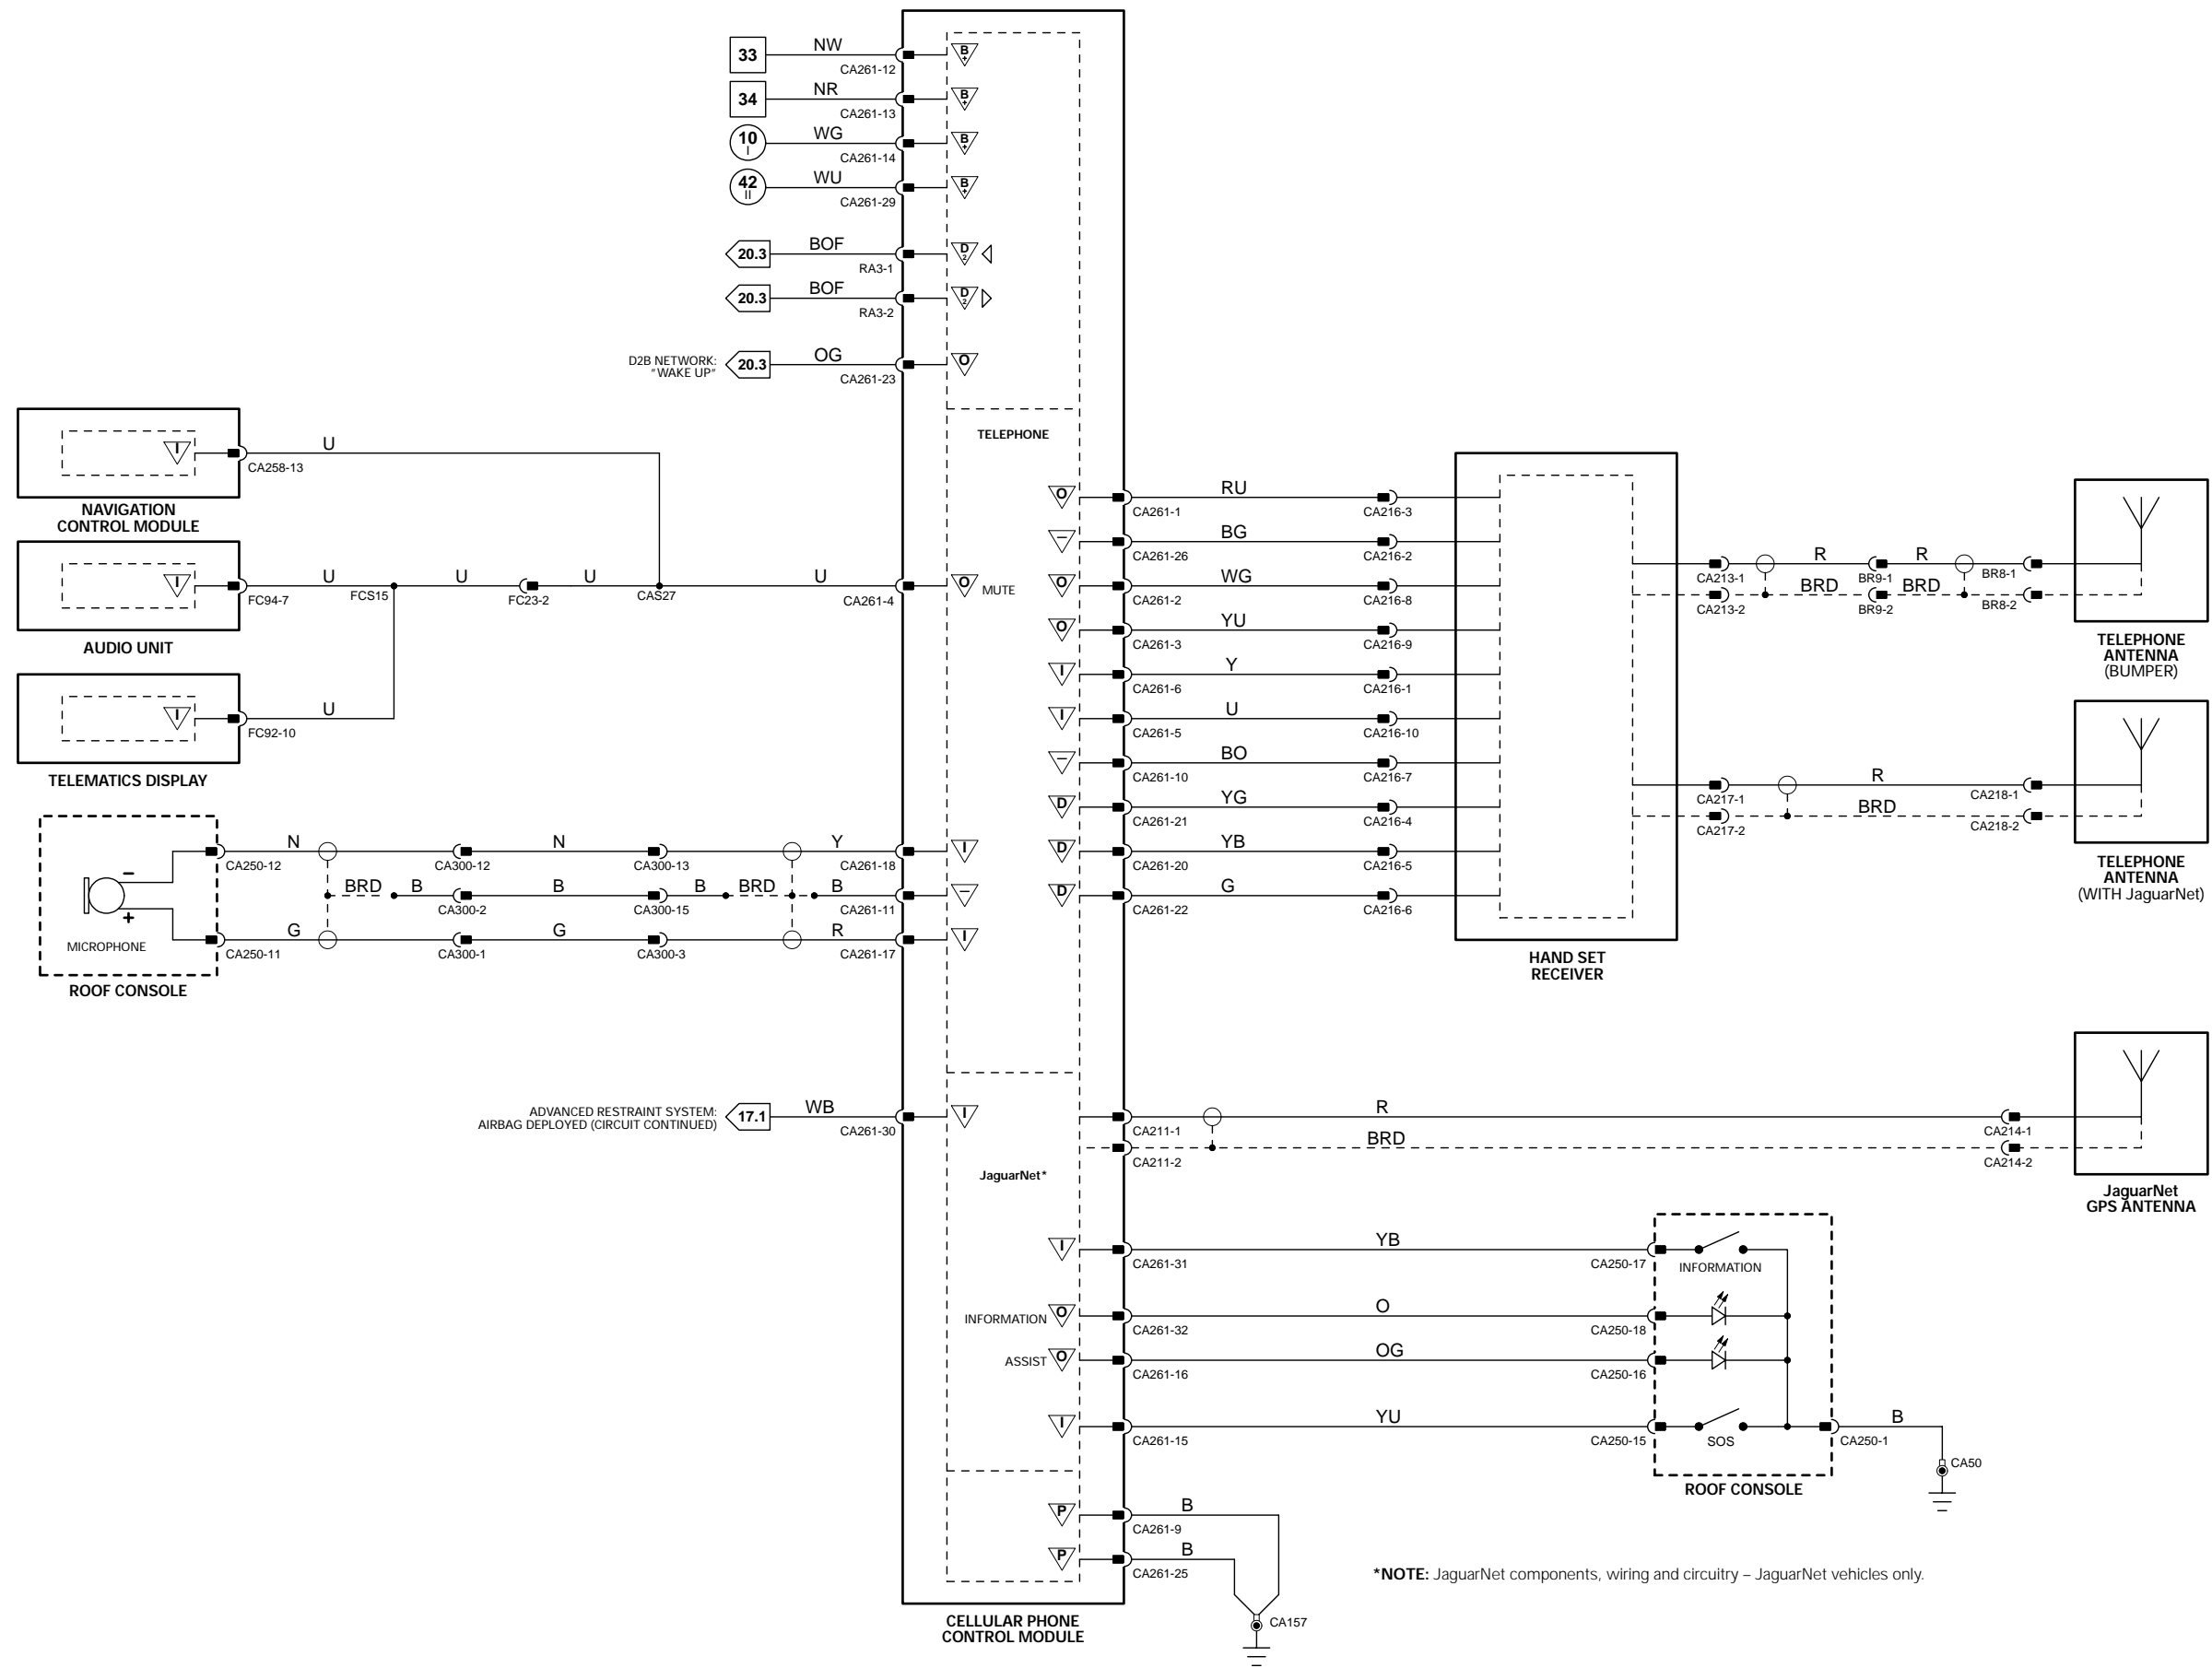 33
NW
CA261-12
B
+
34
NR
CA261-13
B
+
10
I
WG
CA261-14
B
+
42
II
WU
CA261-29
B
+
20.3
BOF
RA3-1
D
2
20.3
BOF
RA3-2
D
2
D2B NETWORK:
"WAKE UP"
20.3
OG
CA261-23
O
TELEPHONE
I
U
CA258-13
NAVIGATION
CONTROL MODULE
I
U
FC94-7
FCS15
U
FC23-2
U
CAS27
U
CA261-4
O
MUTE
AUDIO UNIT
I
U
FC92-10
TELEMATICS DISPLAY
O
RU
CA261-1
CA216-3
–
BG
CA261-26
CA216-2
O
WG
CA261-2
CA216-8
O
YU
CA261-3
CA216-9
I
Y
CA261-6
CA216-1
I
U
CA261-5
CA216-10
–
BO
CA261-10
CA216-7
D
YG
CA261-21
CA216-4
D
YB
CA261-20
CA216-5
D
G
CA261-22
CA216-6
HAND SET
RECEIVER
R
R
CA213-1
BR9-1
BR8-1
BRD
BRD
CA213-2
BR9-2
BR8-2
TELEPHONE
ANTENNA
(BUMPER)
R
CA217-1
CA218-1
BRD
CA217-2
CA218-2
TELEPHONE
ANTENNA
(WITH JaguarNet)
N
N
Y
CA250-12
CA300-12
CA300-13
CA261-18
I
BRD
B
B
B
BRD
B
CA300-2
CA300-15
CA261-11
–
–
+
MICROPHONE
G
G
R
CA250-11
CA300-1
CA300-3
CA261-17
I
ROOF CONSOLE
ADVANCED RESTRAINT SYSTEM:
AIRBAG DEPLOYED (CIRCUIT CONTINUED)
17.1
WB
CA261-30
I
JaguarNet*
R
CA211-1
CA214-1
BRD
CA211-2
CA214-2
JaguarNet
GPS ANTENNA
I
YB
CA261-31
CA250-17
INFORMATION
INFORMATION
O
O
CA261-32
CA250-18
ASSIST
O
OG
CA261-16
CA250-16
I
YU
CA261-15
CA250-15
SOS
CA250-1
B
CA50
ROOF CONSOLE
P
B
CA261-9
P
B
CA261-25
CA157
*NOTE: JaguarNet components, wiring and circuitry – JaguarNet vehicles only.
CELLULAR PHONE
CONTROL MODULE